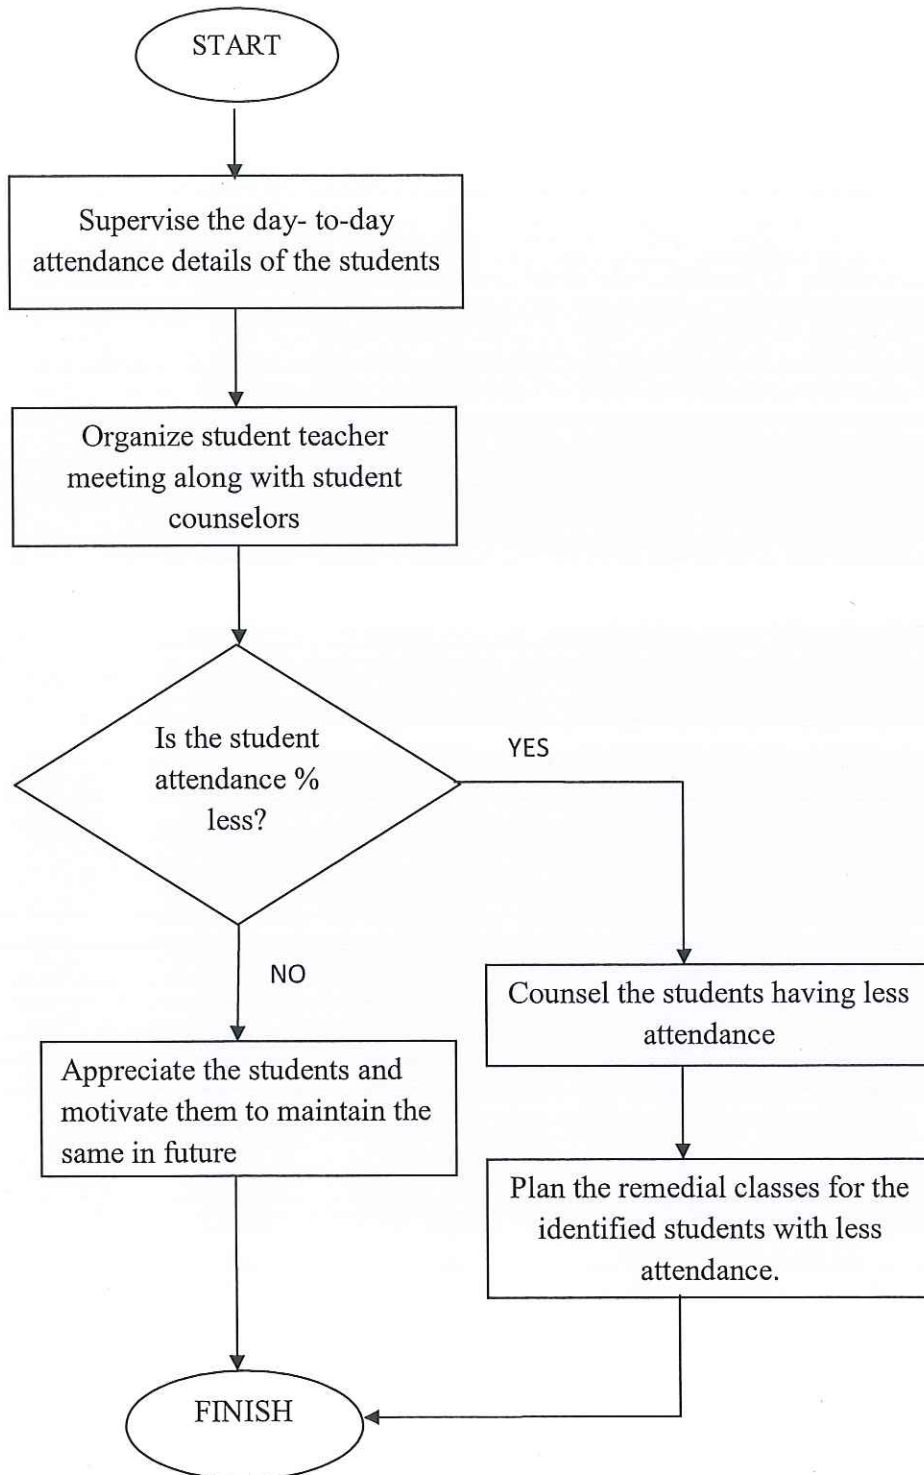 START
Supervise the day- to-day
attendance details of the students
Organize student teacher
meeting along with student
counselors
Is the student
attendance %
less?
YES
NO
Counsel the students having less
attendance
Appreciate the students and
motivate them to maintain the
same in future
Plan the remedial classes for the
identified students with less
attendance.
FINISH